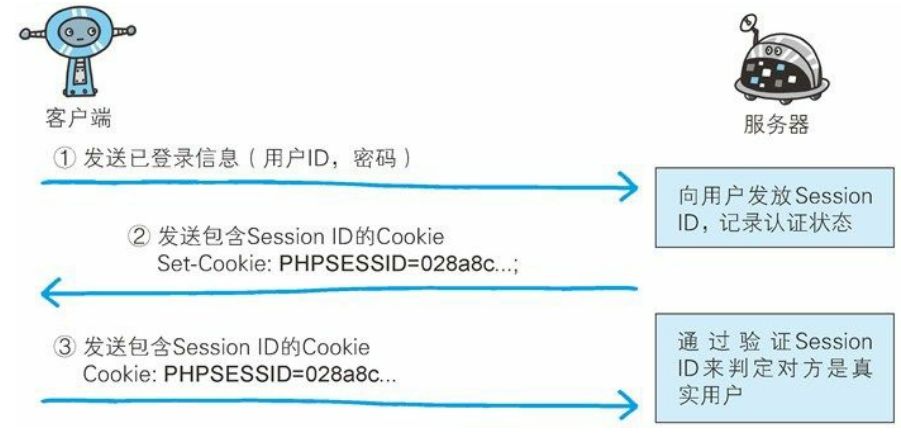 客户端
服务器
① 发送已登录信息（用户ID，密码）
向用户发放Session
ID，记录认证状态
② 发送包含Session ID的Cookie
Set-Cookie: PHPSESSID=028a8c...;
③ 发送包含Session ID的Cookie
Cookie: PHPSESSID=028a8c...
通过验证Session
ID来判定对方是真
实用户